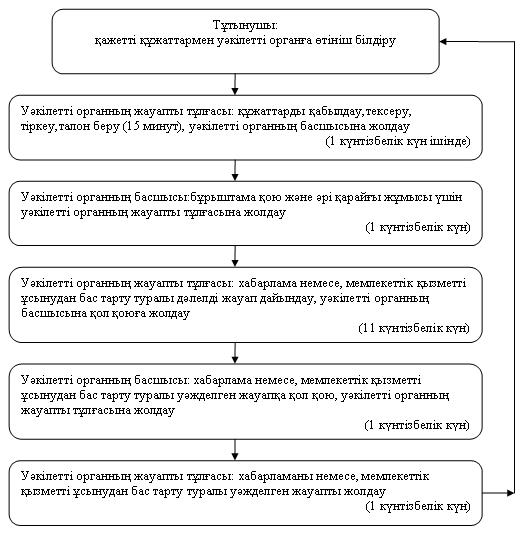 Тұтынушы:
қажетті құжаттармен уәкілетті органға өтініш білдіру
Уәкілетті органның жауапты тұлғасы: құжаттарды қабылдау,тексеру,
тіркеу,талон беру (15 минут), уәкілетті органның басшысына жолдау
(1 күнтізбелік күн ішінде)
Уәкілетті органның басшысы:бұрыштама қою және әрі қарайғы жұмысы үшін
уәкілетті органның жауапты тұлғасына жолдау
(1 күнтізбелік күн)
Уәкілетті органның жауапты тұлғасы: хабарлама немесе, мемлекеттік қызметті
ұсынудан бас тарту туралы дәлелді жауап дайындау, уәкілетті органның
басшысына қол қоюға жолдау
(11 күнтізбелік күн)
Уәкілетті органның басшысы: хабарлама немесе, мемлекеттік қызметті
ұсынудан бас тарту туралы уәжделген жауапқа қол қою, уәкілетті органның
жауапты тұлғасына жолдау
(1 күнтізбелік күн)
Уәкілетті органның жауапты тұлғасы: хабарламаны немесе, мемлекеттік
қызметті ұсынудан бас тарту туралы уәжделген жауапты жолдау
(1 күнтізбелік күн)